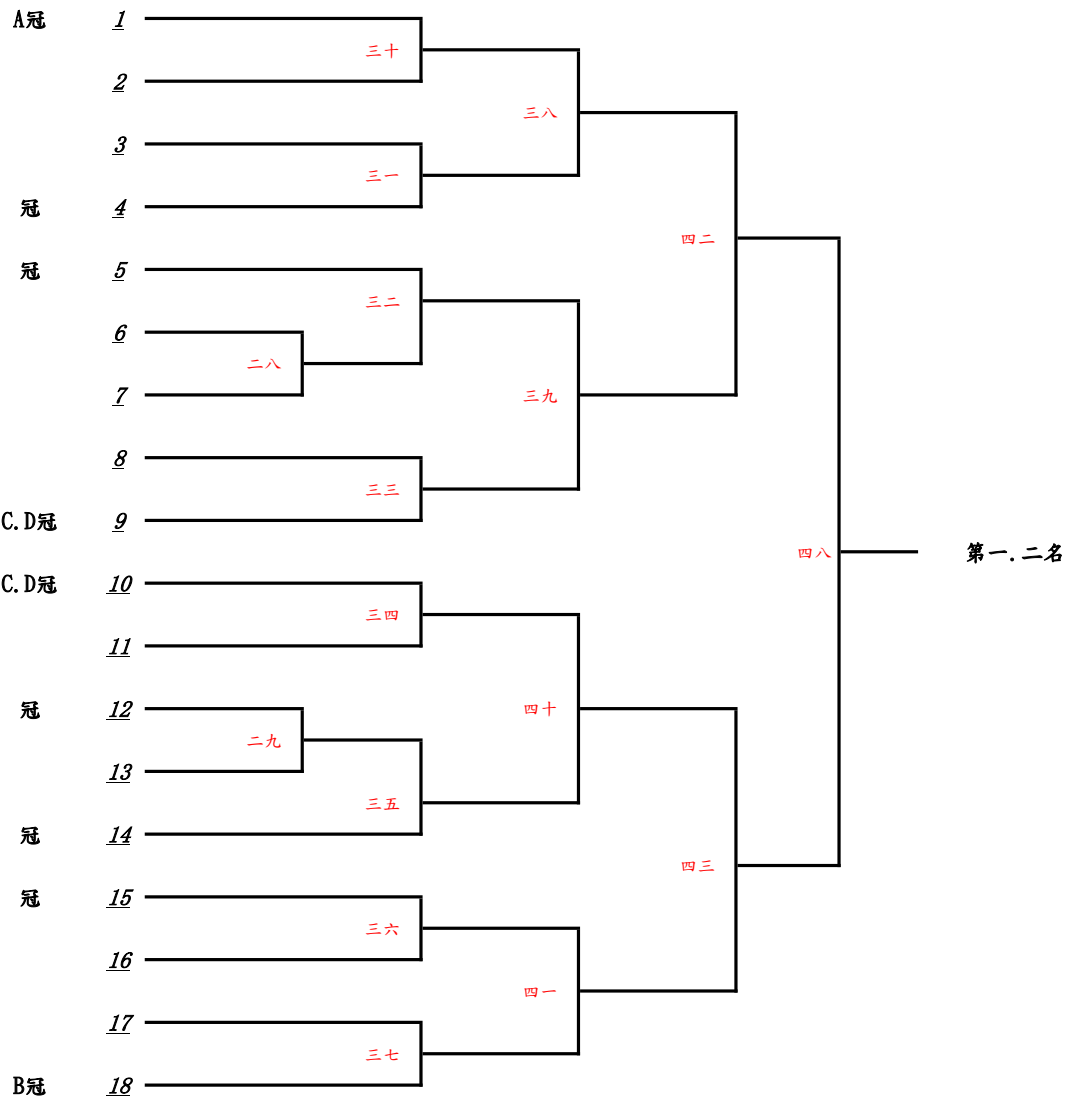 A冠 1
三十
2
三八
3
三一
冠 4
四二
冠 5
三二
6
二八
7
三九
8
三三
C.D冠 9
四八 第一.二名
C.D冠 10
三四
11
冠 12 四十
二九
13
三五
冠 14
四三
冠 15
三六
16
四一
17
三七
B冠 18